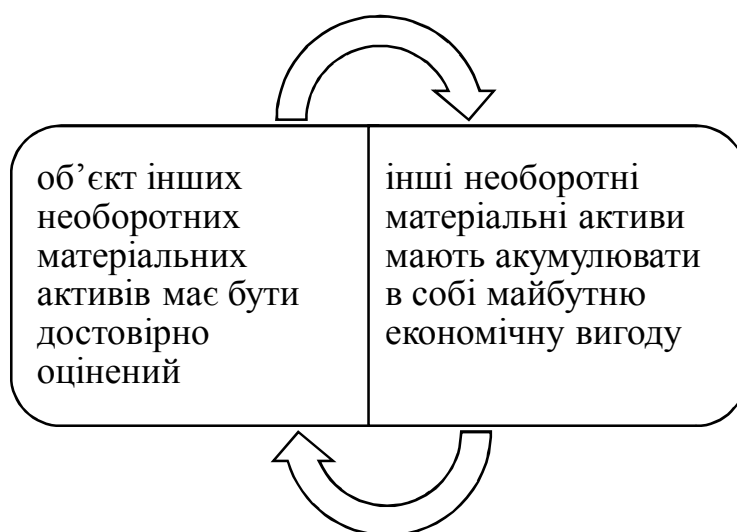 об’єкт інших
необоротних
матеріальних
активів має бути
достовірно
оцінений
інші необоротні
матеріальні активи
мають акумулювати
в собі майбутню
економічну вигоду